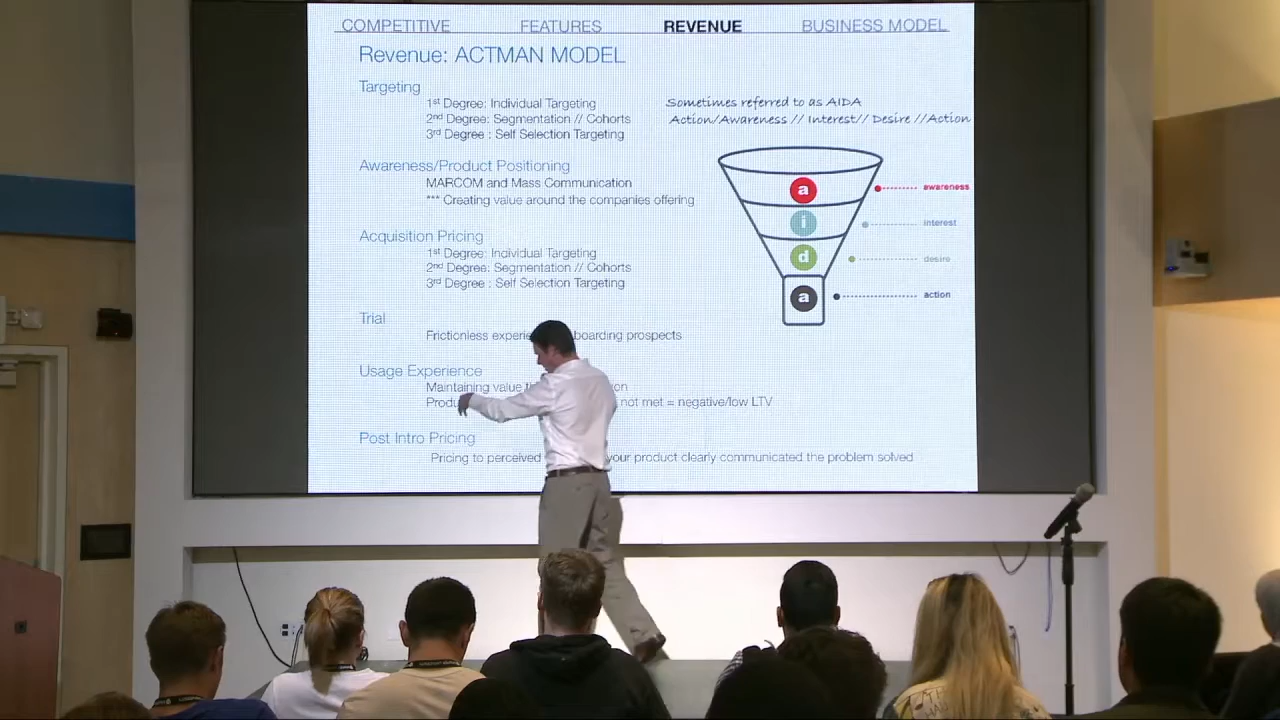 COMPETITIVE FEATURES REVENUE BUSINESS MODEL
Revenue: ACTMAN MODEL
Targeting
1st Degree: Individual Targeting
2nd Degree: Segmentation // Cohorts
3rd Degree : Self Selection Targeting
Sometimes referred to as AIDA
Action/Awareness // Interest// Desire //Action
Awareness/Product Positioning
MARCOM and Mass Communication
*** Creating value around the companies offering
Acquisition Pricing
1st Degree: Individual Targeting
2nd Degree: Segmentation // Cohorts
3rd Degree : Self Selection Targeting
a awareness
i interest
d desire
a action
Trial
Frictionless boarding prospects
Usage Experience
Maintaining value
not met = negative/low LTV
Post Intro Pricing
Pricing to perceived your product clearly communicated the problem solved